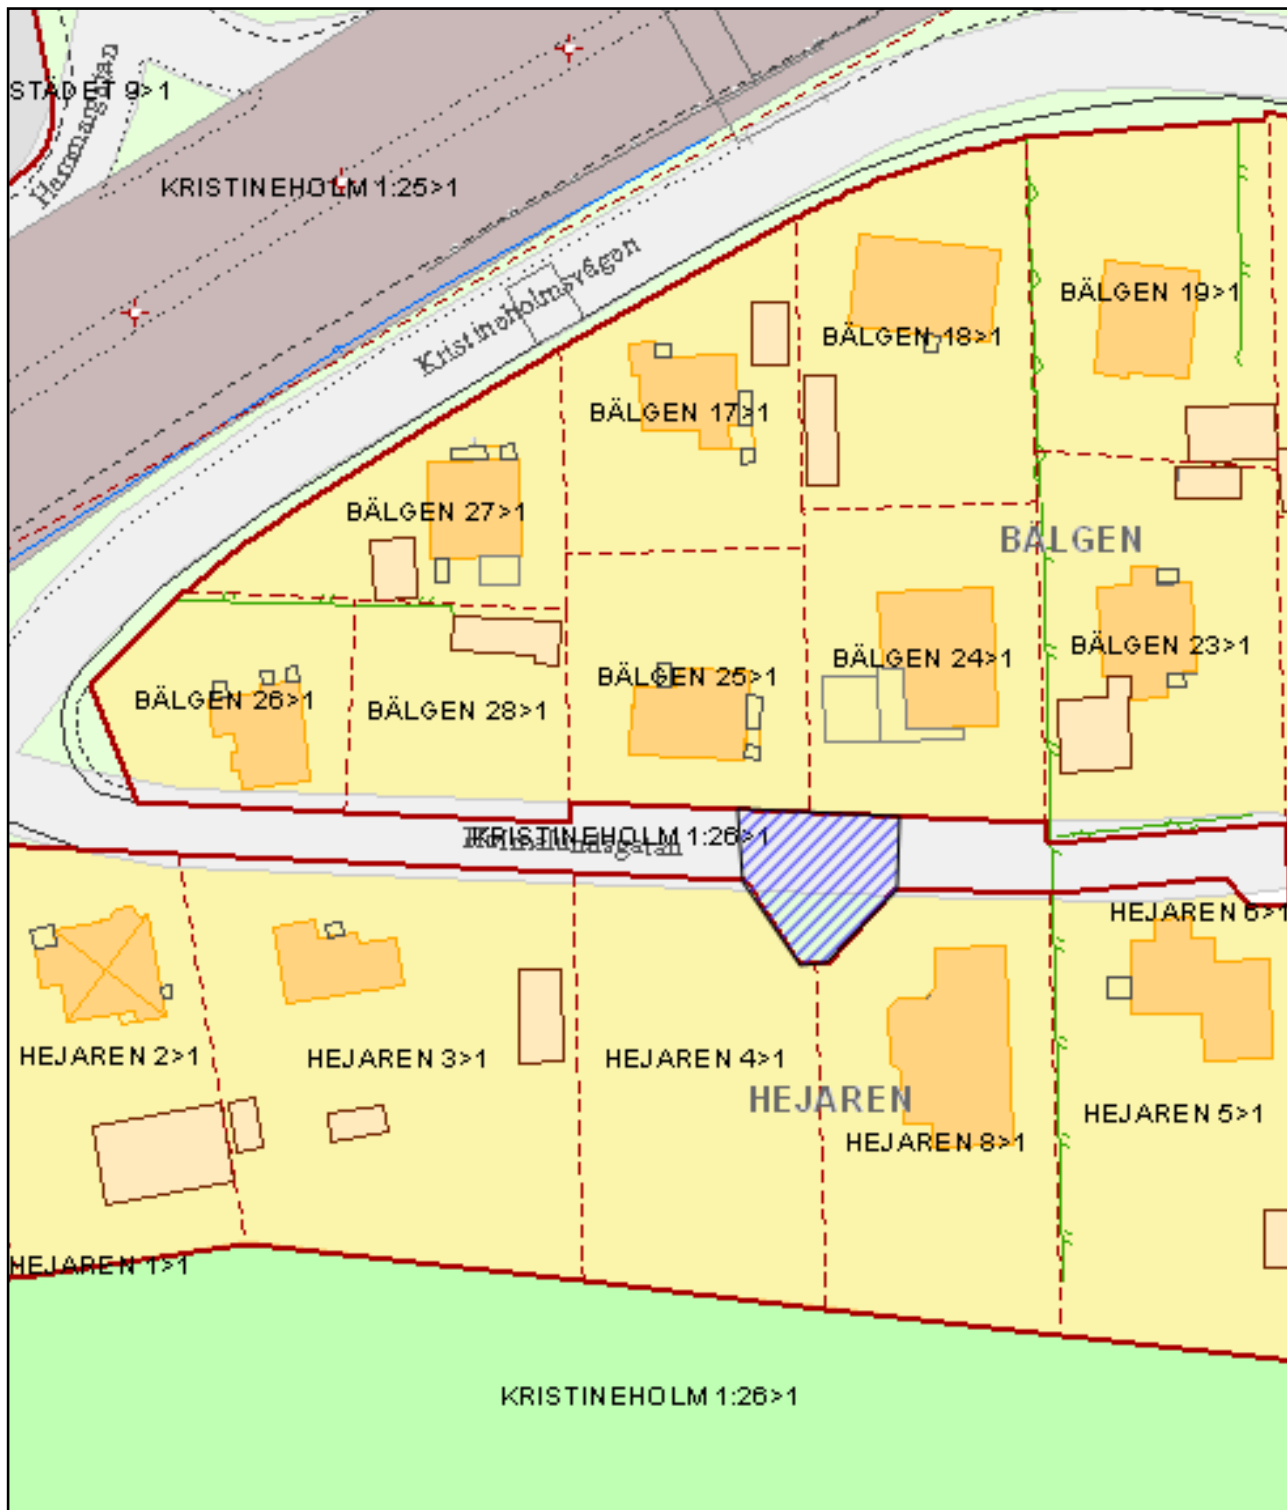 STÄDET 9>1
Hammangatan
KRISTINEHOLM 1:25>1
Kristineholmsvägen
BÄLGEN 19>1
BÄLGEN 18>1
BÄLGEN 17>1
BÄLGEN 27>1
BÄLGEN
BÄLGEN 23>1
BÄLGEN 24>1
BÄLGEN 25>1
BÄLGEN 26>1
BÄLGEN 28>1
KRISTINEHOLM 1:26>1
HEJAREN 6>1
HEJAREN 2>1
HEJAREN 3>1
HEJAREN 4>1
HEJAREN
HEJAREN 5>1
HEJAREN 8>1
HEJAREN 1>1
KRISTINEHOLM 1:26>1